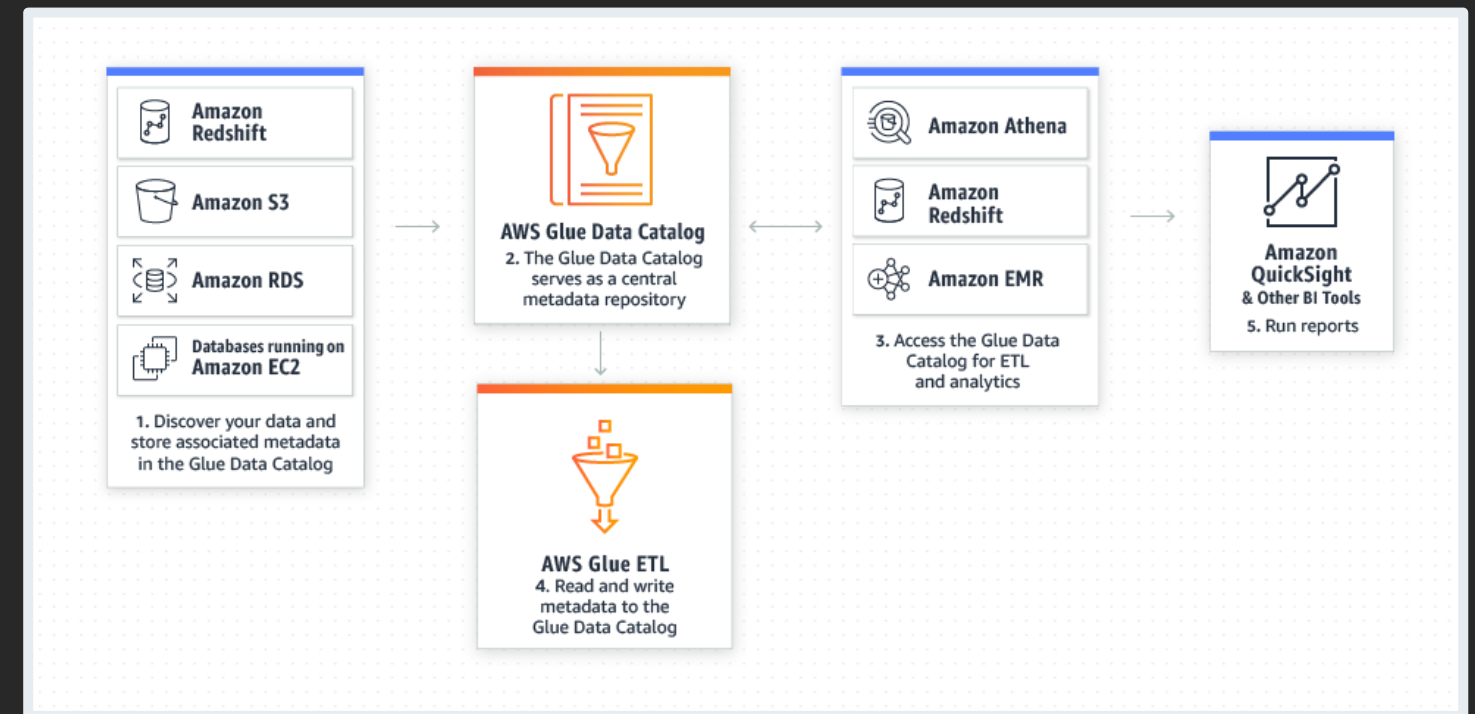 Amazon
Redshift
Amazon S3
Amazon RDS
Databases running on
Amazon EC2
1. Discover your data and
store associated metadata
in the Glue Data Catalog
AWS Glue Data Catalog
2. The Glue Data Catalog
serves as a central
metadata repository
AWS Glue ETL
4. Read and write
metadata to the
Glue Data Catalog
Amazon Athena
Amazon
Redshift
Amazon EMR
3. Access the Glue Data
Catalog for ETL
and analytics
Amazon
QuickSight
& Other BI Tools
5. Run reports